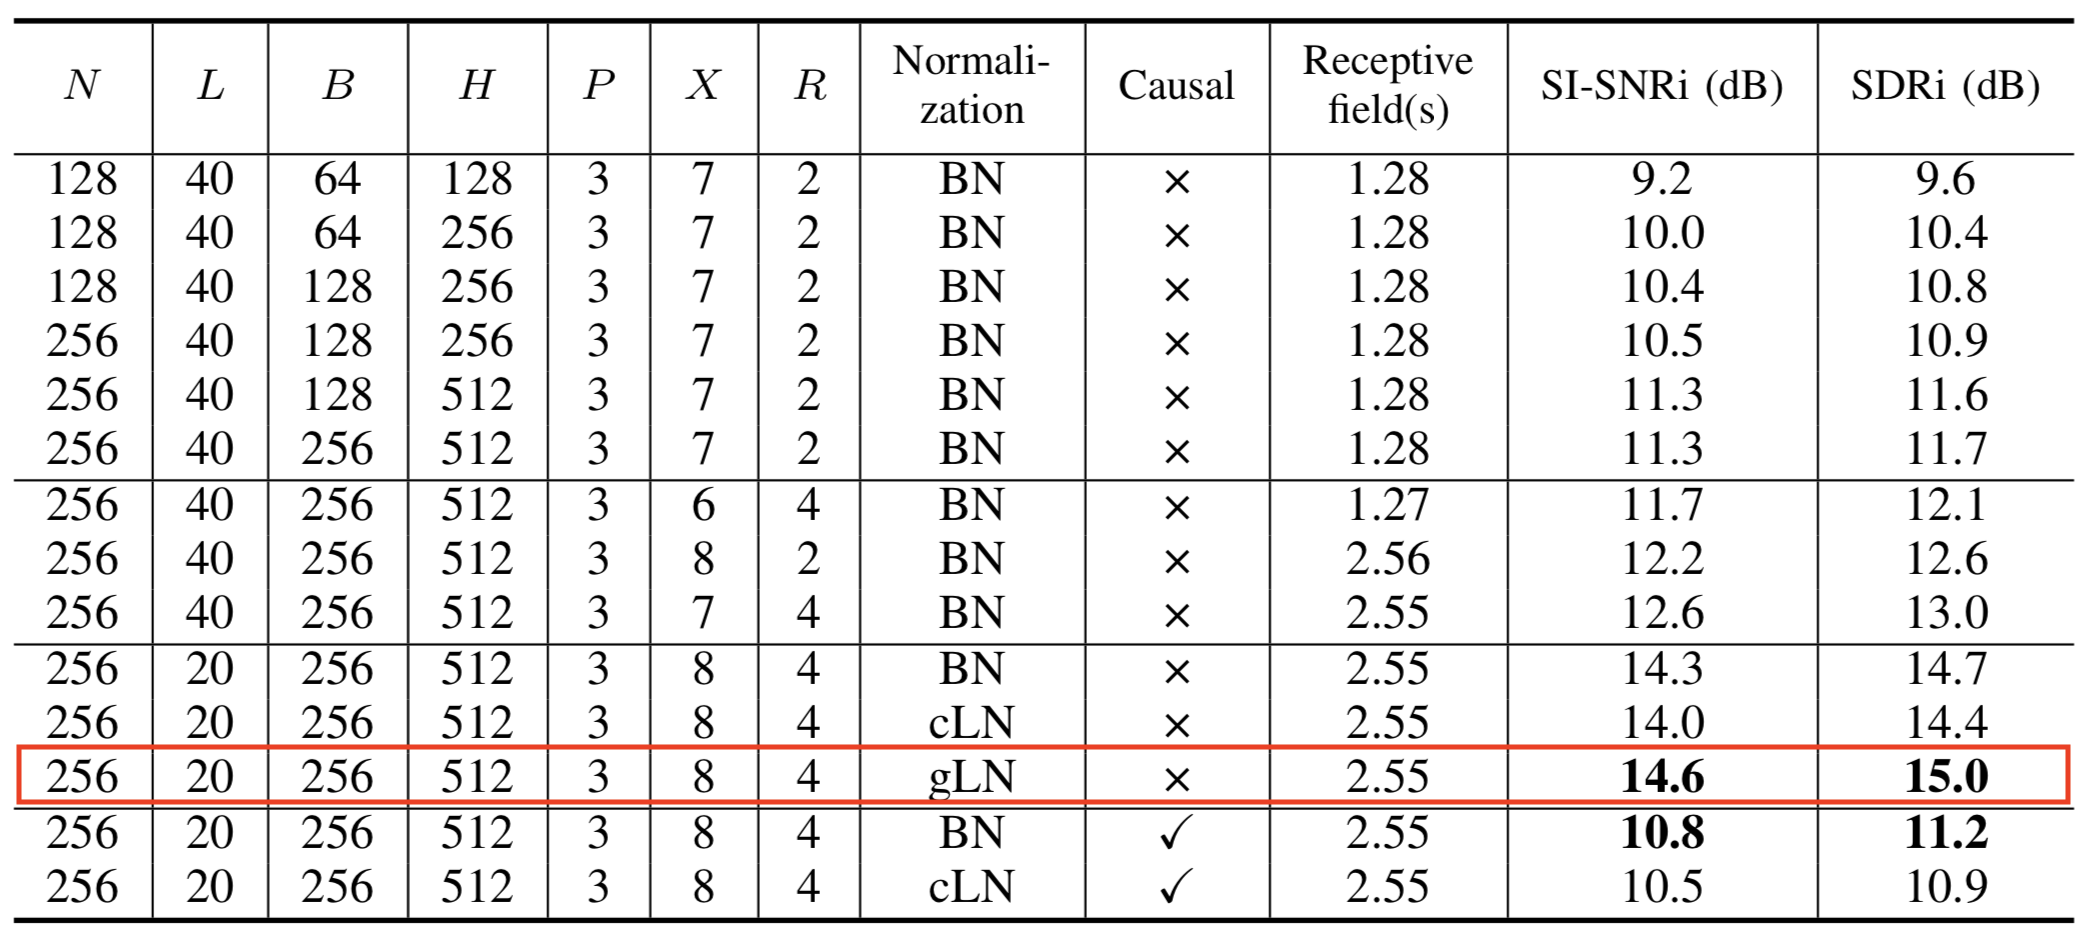 N L B H P X R Normali-zation Causal Receptive field(s) SI-SNRi (dB) SDRi (dB)
128 40 64 128 3 7 2 BN × 1.28 9.2 9.6
128 40 64 256 3 7 2 BN × 1.28 10.0 10.4
128 40 128 256 3 7 2 BN × 1.28 10.4 10.8
256 40 128 256 3 7 2 BN × 1.28 10.5 10.9
256 40 128 512 3 7 2 BN × 1.28 11.3 11.6
256 40 256 512 3 7 2 BN × 1.28 11.3 11.7
256 40 256 512 3 6 4 BN × 1.27 11.7 12.1
256 40 256 512 3 8 2 BN × 2.56 12.2 12.6
256 40 256 512 3 7 4 BN × 2.55 12.6 13.0
256 20 256 512 3 8 4 BN × 2.55 14.3 14.7
256 20 256 512 3 8 4 cLN × 2.55 14.0 14.4
256 20 256 512 3 8 4 gLN × 2.55 14.6 15.0
256 20 256 512 3 8 4 BN ✓ 2.55 10.8 11.2
256 20 256 512 3 8 4 cLN ✓ 2.55 10.5 10.9